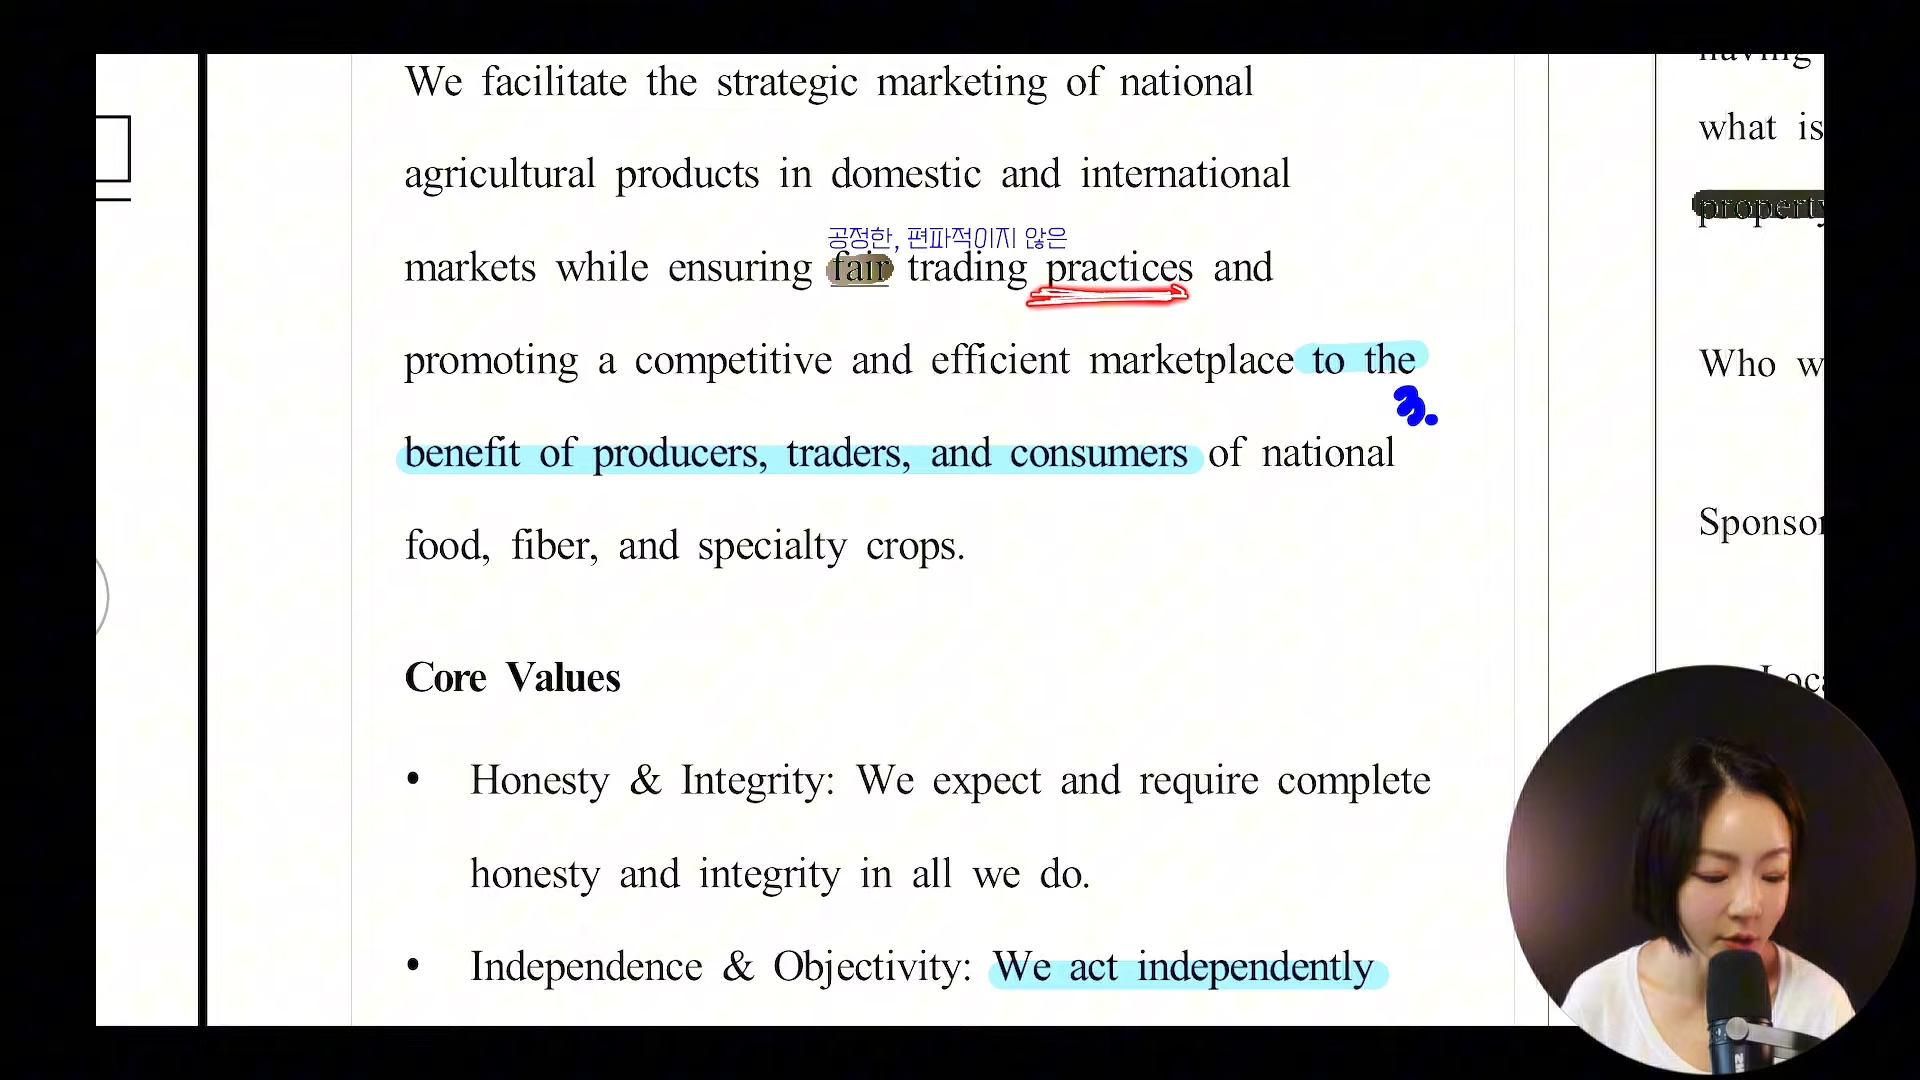 We facilitate the strategic marketing of national
agricultural products in domestic and international
공정한, 편파적이지 않은
markets while ensuring fair trading practices and
promoting a competitive and efficient marketplace to the
3.
benefit of producers, traders, and consumers of national
food, fiber, and specialty crops.
Core Values
• Honesty & Integrity: We expect and require complete
honesty and integrity in all we do.
• Independence & Objectivity: We act independently
having
what is
property
Who w
Sponsor